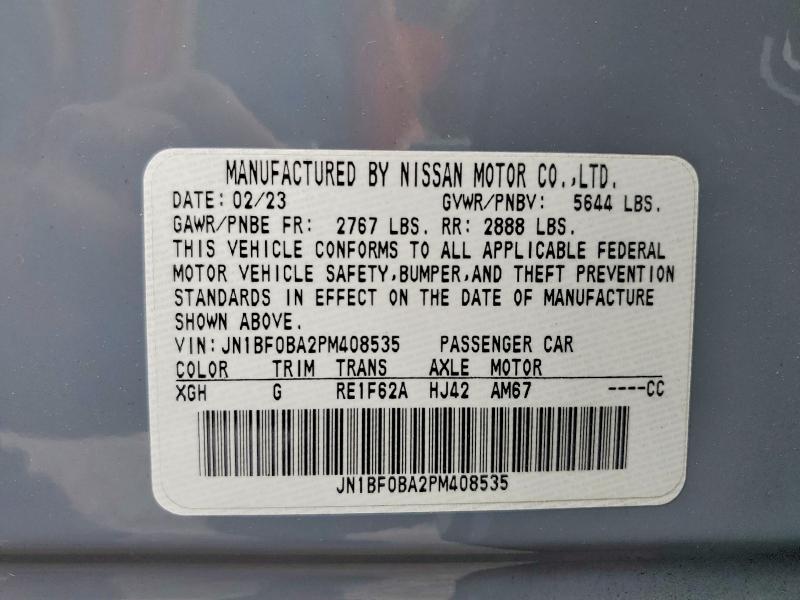 MANUFACTURED BY NISSAN MOTOR CO.,LTD.
DATE: 02/23 GVWR/PNBV: 5644 LBS.
GAWR/PNBE FR: 2767 LBS. RR: 2888 LBS.
THIS VEHICLE CONFORMS TO ALL APPLICABLE FEDERAL
MOTOR VEHICLE SAFETY,BUMPER,AND THEFT PREVENTION
STANDARDS IN EFFECT ON THE DATE OF MANUFACTURE
SHOWN ABOVE.
VIN:JN1BF0BA2PM408535 PASSENGER CAR
COLOR TRIM TRANS AXLE MOTOR
XGH G RE1F62A HJ42 AM67 ----CC
JN1BF0BA2PM408535